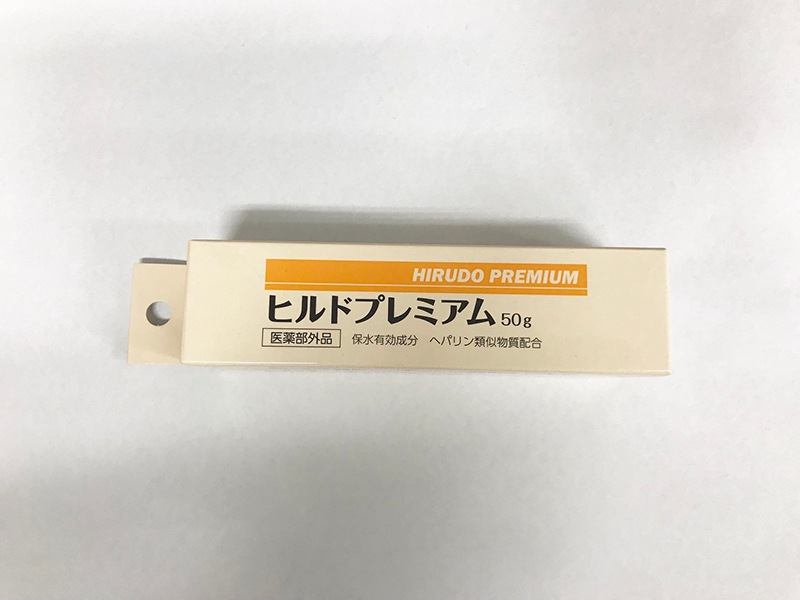 HIRUDO PREMIUM
ヒルドプレミアム 50g
医薬部外品 保水有効成分 ヘパリン類似物質配合